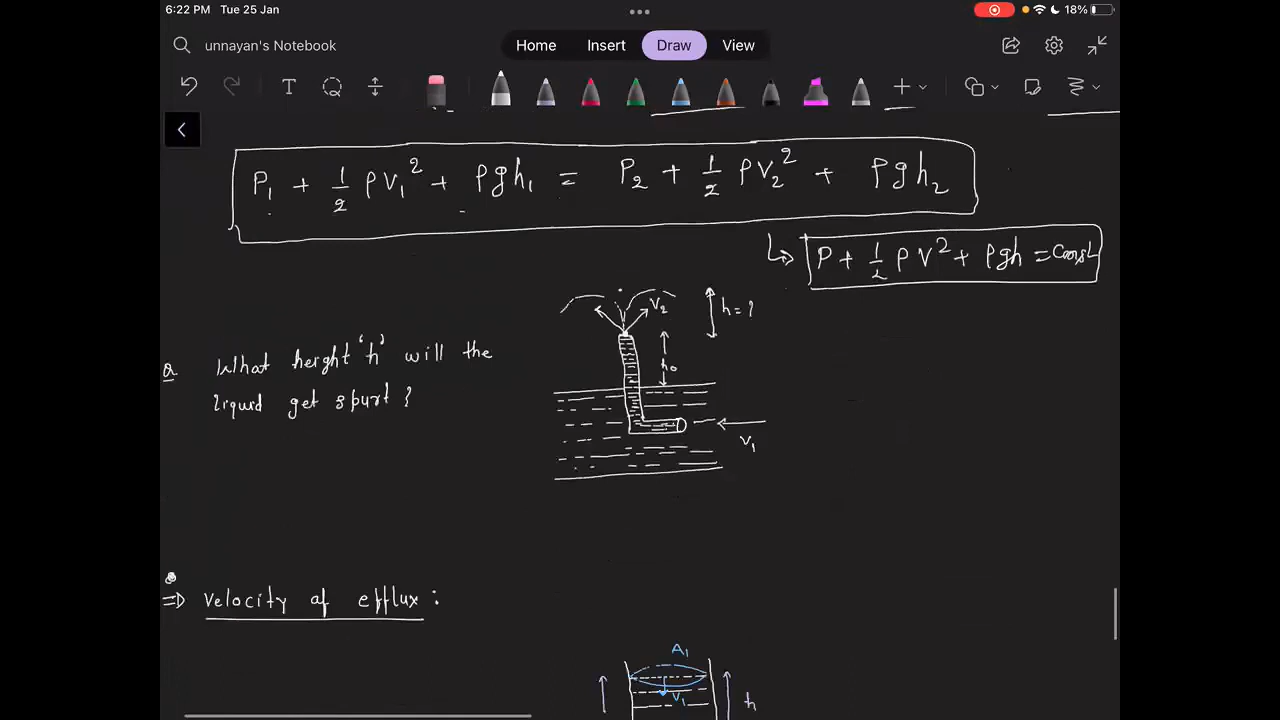 6:22 PM Tue 25 Jan
18%
unnayan's Notebook
Home Insert Draw View
P₁ + 1/2 ρV₁² + ρgh₁ = P₂ + 1/2 ρV₂² + ρgh₂
P + 1/2 ρV² + ρgh = Const
V₂
h = ?
h₀
Q What height 'h' will the
liquid get spurt ?
V₁
⇒ Velocity of efflux :
A₁
V₁
h